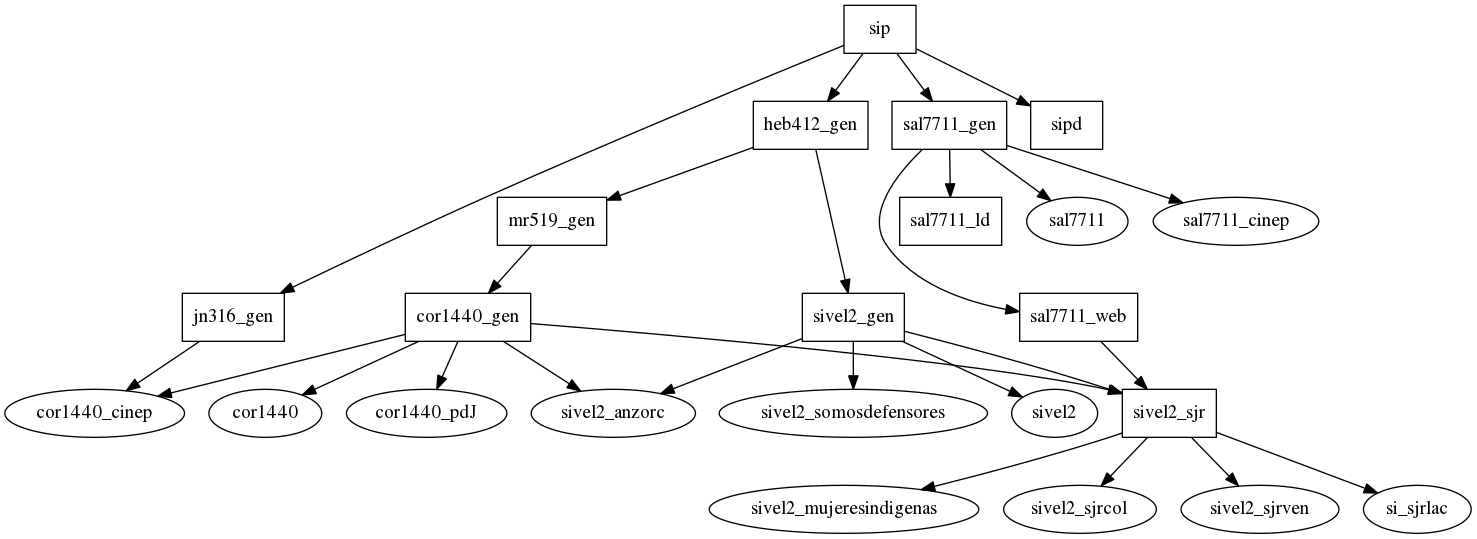 sip
heb412_gen
sal7711_gen
sipd
mr519_gen
sal7711_ld
sal7711
sal7711_cinep
jn316_gen
cor1440_gen
sivel2_gen
sal7711_web
cor1440_cinep
cor1440
cor1440_pdJ
sivel2_anzorc
sivel2_somosdefensores
sivel2
sivel2_sjr
sivel2_mujeresindigenas
sivel2_sjrcol
sivel2_sjrven
si_sjrlac